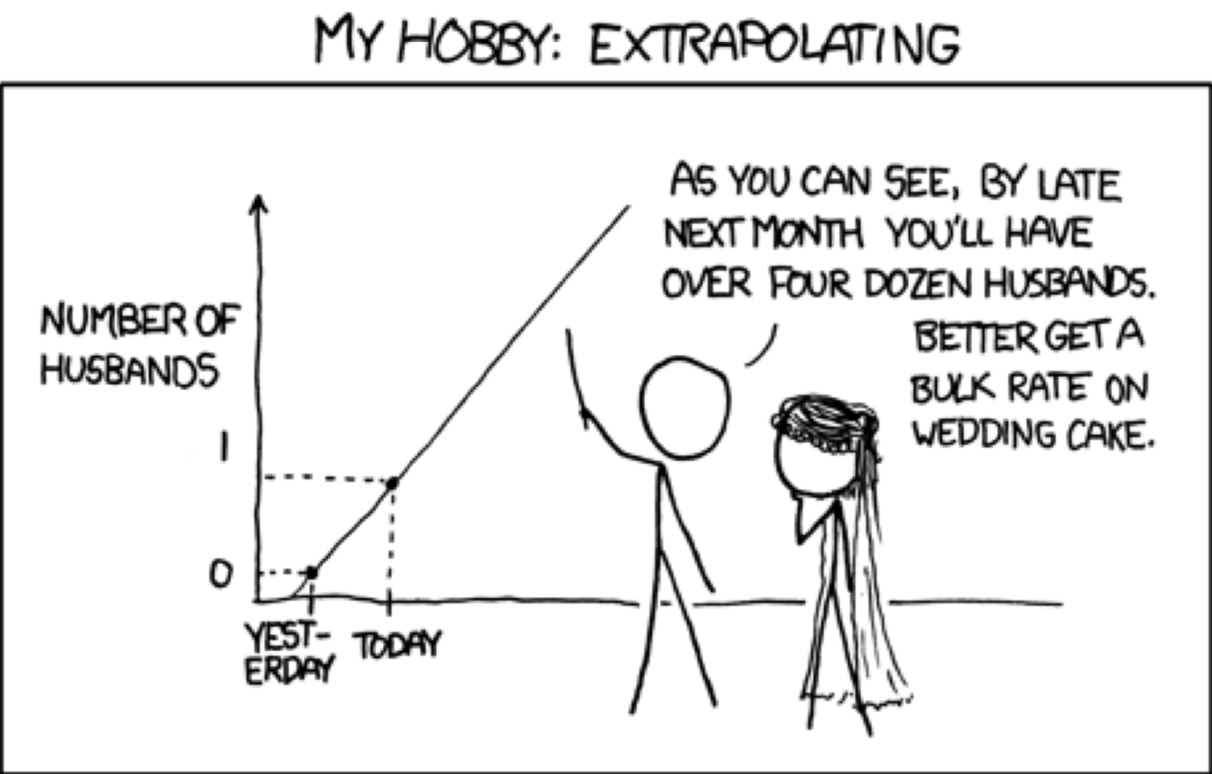 MY HOBBY: EXTRAPOLATING
AS YOU CAN SEE, BY LATE
NEXT MONTH YOU'LL HAVE
OVER FOUR DOZEN HUSBANDS.
BETTER GET A
BULK RATE ON
WEDDING CAKE.
NUMBER OF
HUSBANDS
1
0
YEST-
ERDAY
TODAY